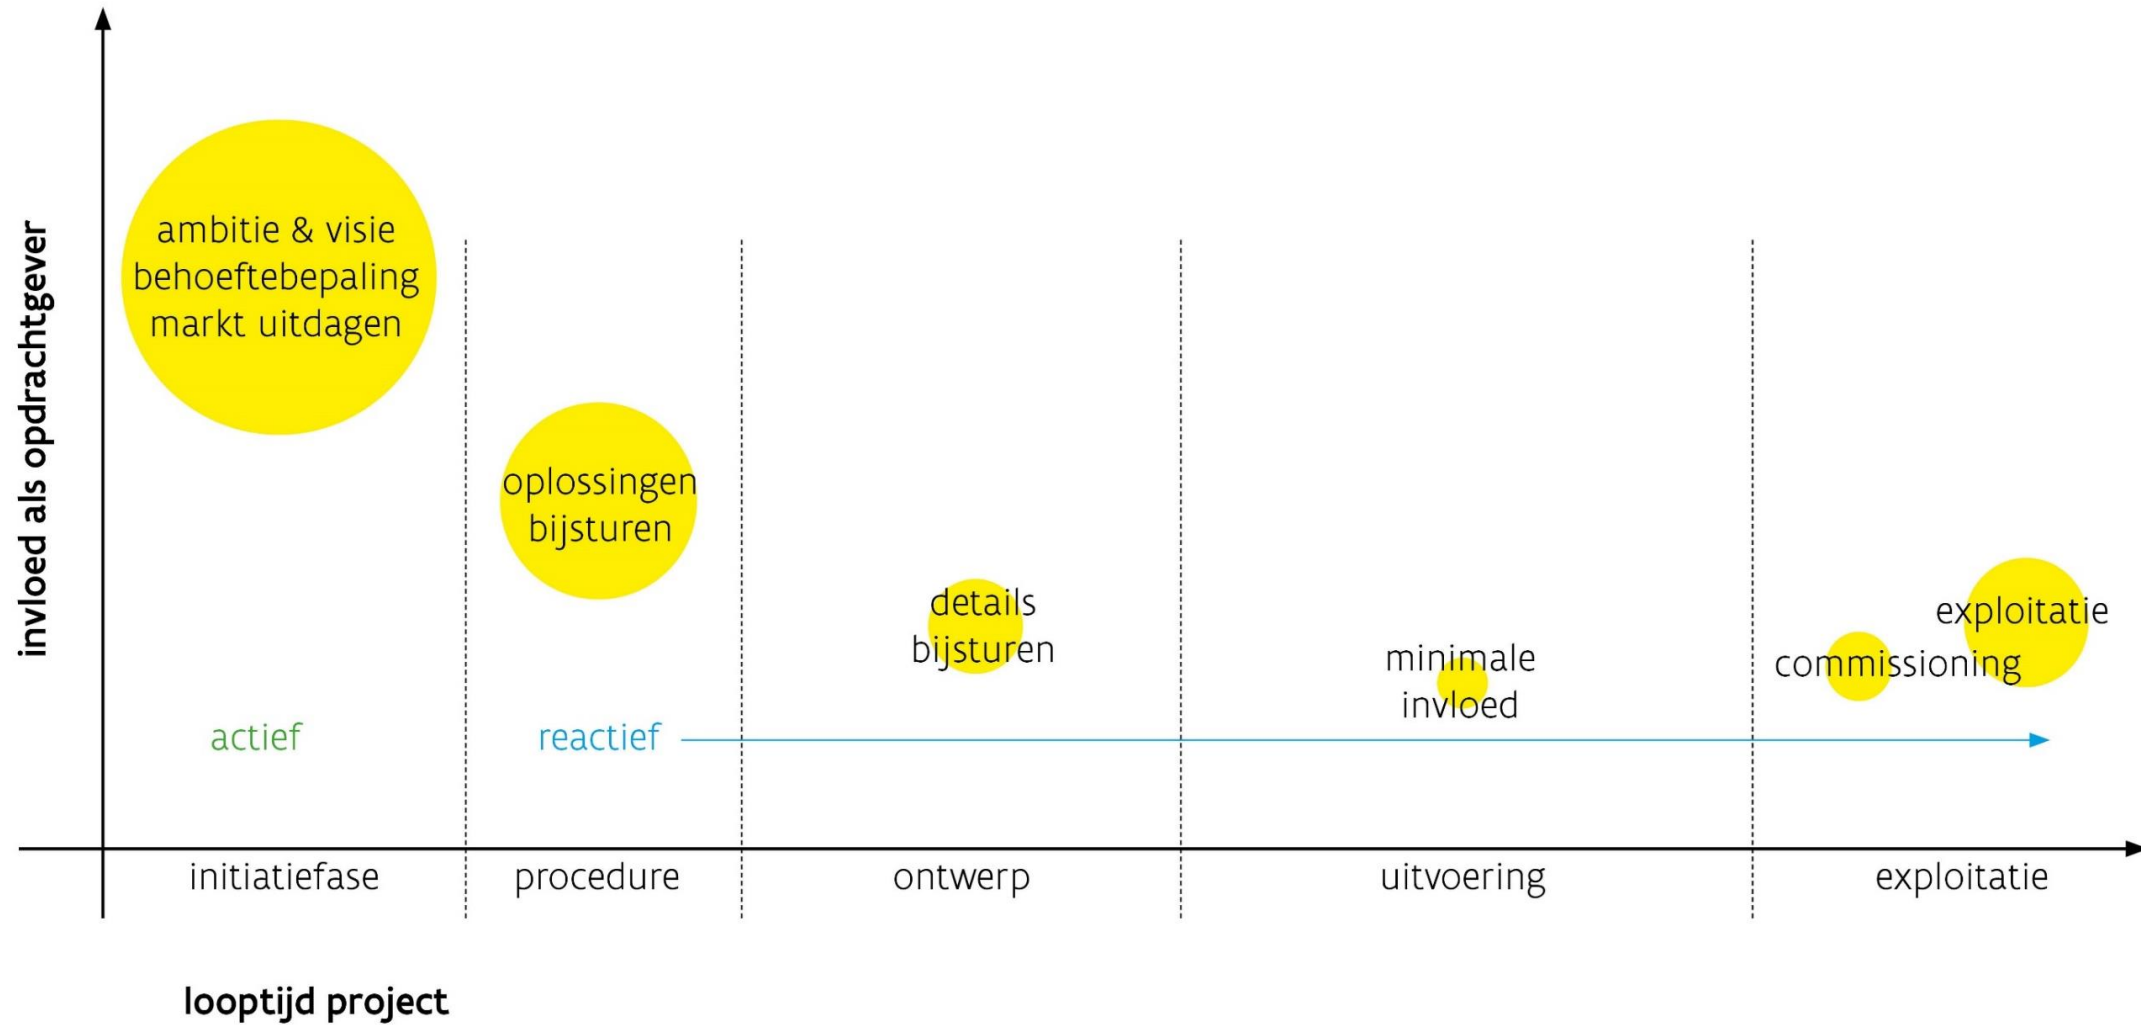 invloed als opdrachtgever
ambitie & visie
behoeftebepaling
markt uitdagen
oplossingen
bijsturen
details
bijsturen
minimale
invloed
commissioning
exploitatie
actief
reactief
initiatiefase
procedure
ontwerp
uitvoering
exploitatie
looptijd project